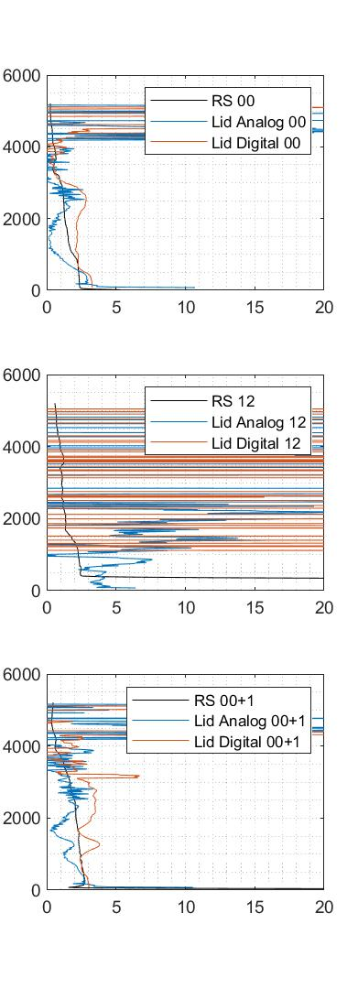 6000
RS 00
Lid Analog 00
Lid Digital 00
4000
2000
0
0 5 10 15 20
6000
RS 12
Lid Analog 12
Lid Digital 12
4000
2000
0
0 5 10 15 20
6000
RS 00+1
Lid Analog 00+1
Lid Digital 00+1
4000
2000
0
0 5 10 15 20